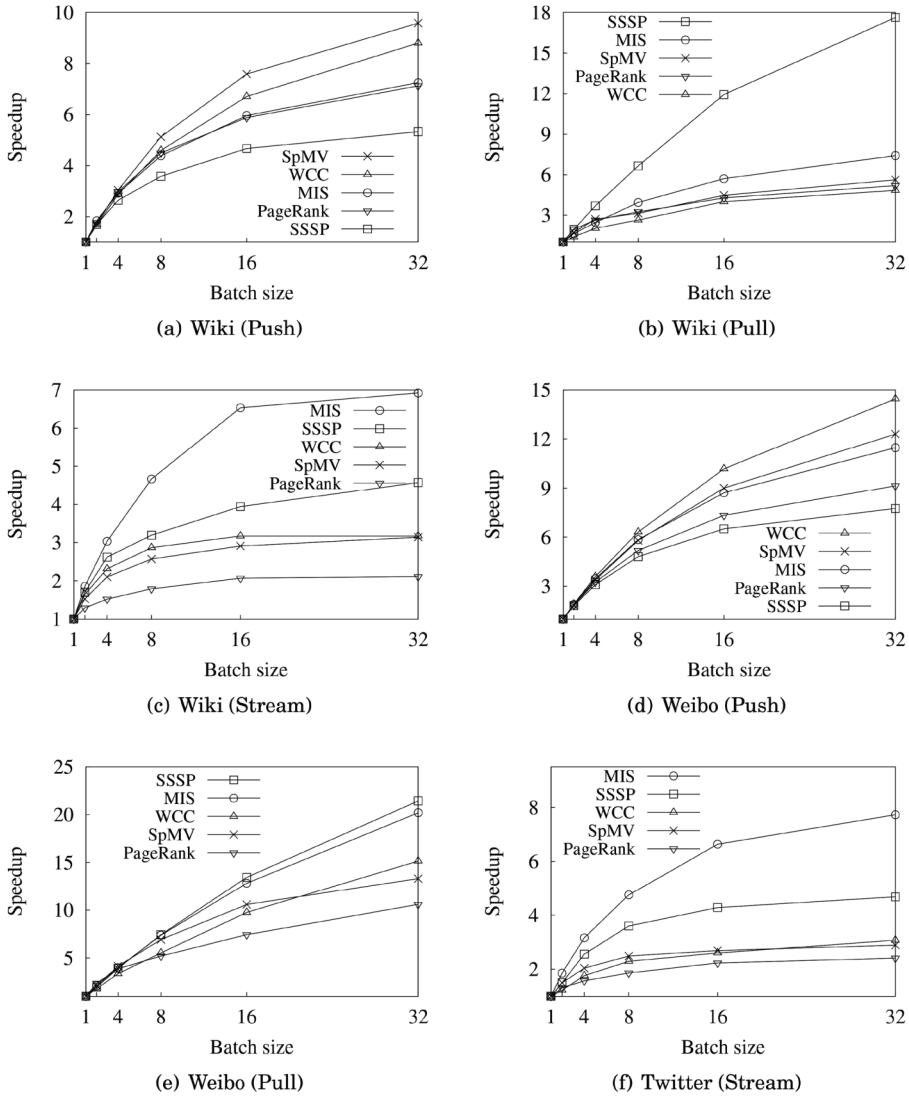 10
8
6
4
2
Speedup
SpMV
WCC
MIS
PageRank
SSSP
1 4 8 16 32
Batch size
(a) Wiki (Push)
18
15
12
9
6
3
Speedup
SSSP
MIS
SpMV
PageRank
WCC
1 4 8 16 32
Batch size
(b) Wiki (Pull)
7
6
5
4
3
2
1
Speedup
MIS
SSSP
WCC
SpMV
PageRank
1 4 8 16 32
Batch size
(c) Wiki (Stream)
15
12
9
6
3
Speedup
WCC
SpMV
MIS
PageRank
SSSP
1 4 8 16 32
Batch size
(d) Weibo (Push)
25
20
15
10
5
Speedup
SSSP
MIS
WCC
SpMV
PageRank
1 4 8 16 32
Batch size
(e) Weibo (Pull)
8
6
4
2
Speedup
MIS
SSSP
WCC
SpMV
PageRank
1 4 8 16 32
Batch size
(f) Twitter (Stream)